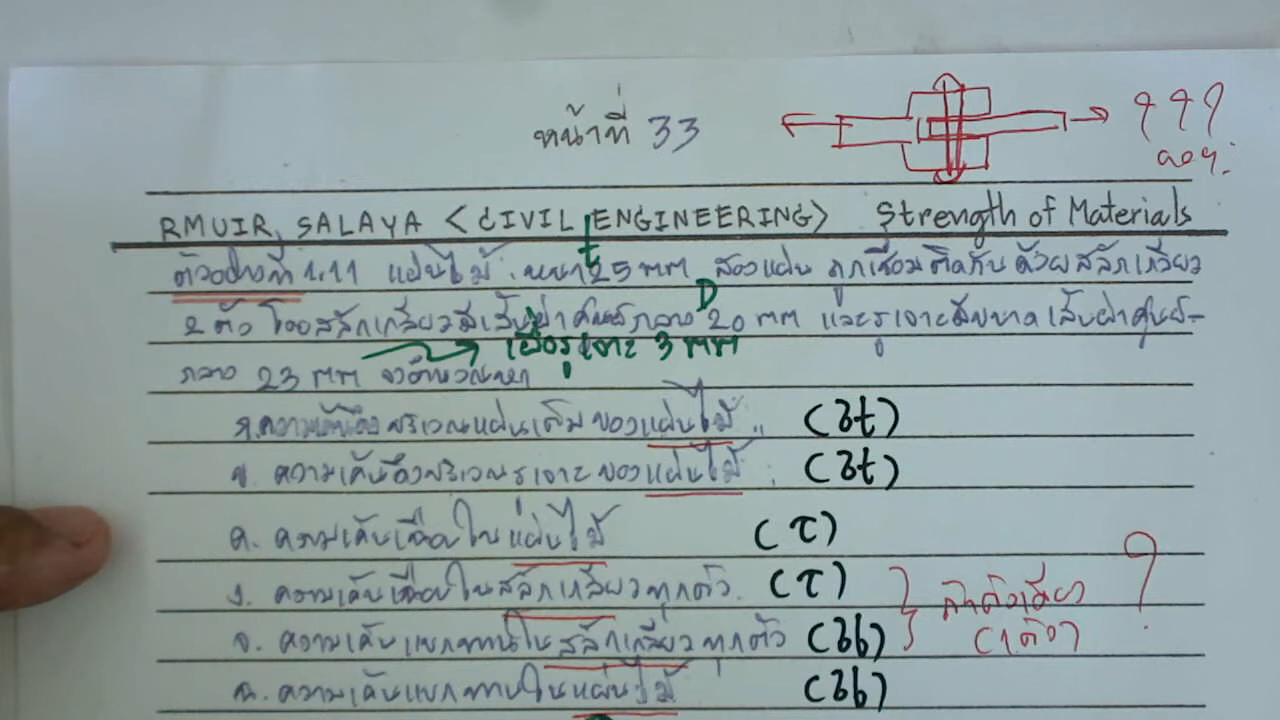 หน้าที่ 33
RMUIR, SALAYA <CIVIL ENGINEERING> Strength of Materials
t
ตัวอย่างที่ 1.11 แผ่นไม้ หนา 25 mm สองแผ่น ถูกเชื่อมติดกันด้วยสลักเกลียว
D
2 ตัว โดยสลักเกลียวมีเส้นผ่าศูนย์กลาง 20 mm และรูเจาะมีขนาดเส้นผ่าศูนย์-
เผื่อรูเจาะ 3 mm
กลาง 23 mm จงคำนวณหา
ก. ความเค้นดึงบริเวณแผ่นเต็มของแผ่นไม้ (σt)
ข. ความเค้นดึงบริเวณรูเจาะของแผ่นไม้ (σt)
ค. ความเค้นเฉือนในแผ่นไม้ (τ)
ง. ความเค้นเฉือนในสลักเกลียวทุกตัว (τ)
จ. ความเค้นแบกทานในสลักเกลียวทุกตัว (σb)
คิดตัวเดียว ?
(1 ตัว)
ฉ. ความเค้นแบกทานในแผ่นไม้ (σb)